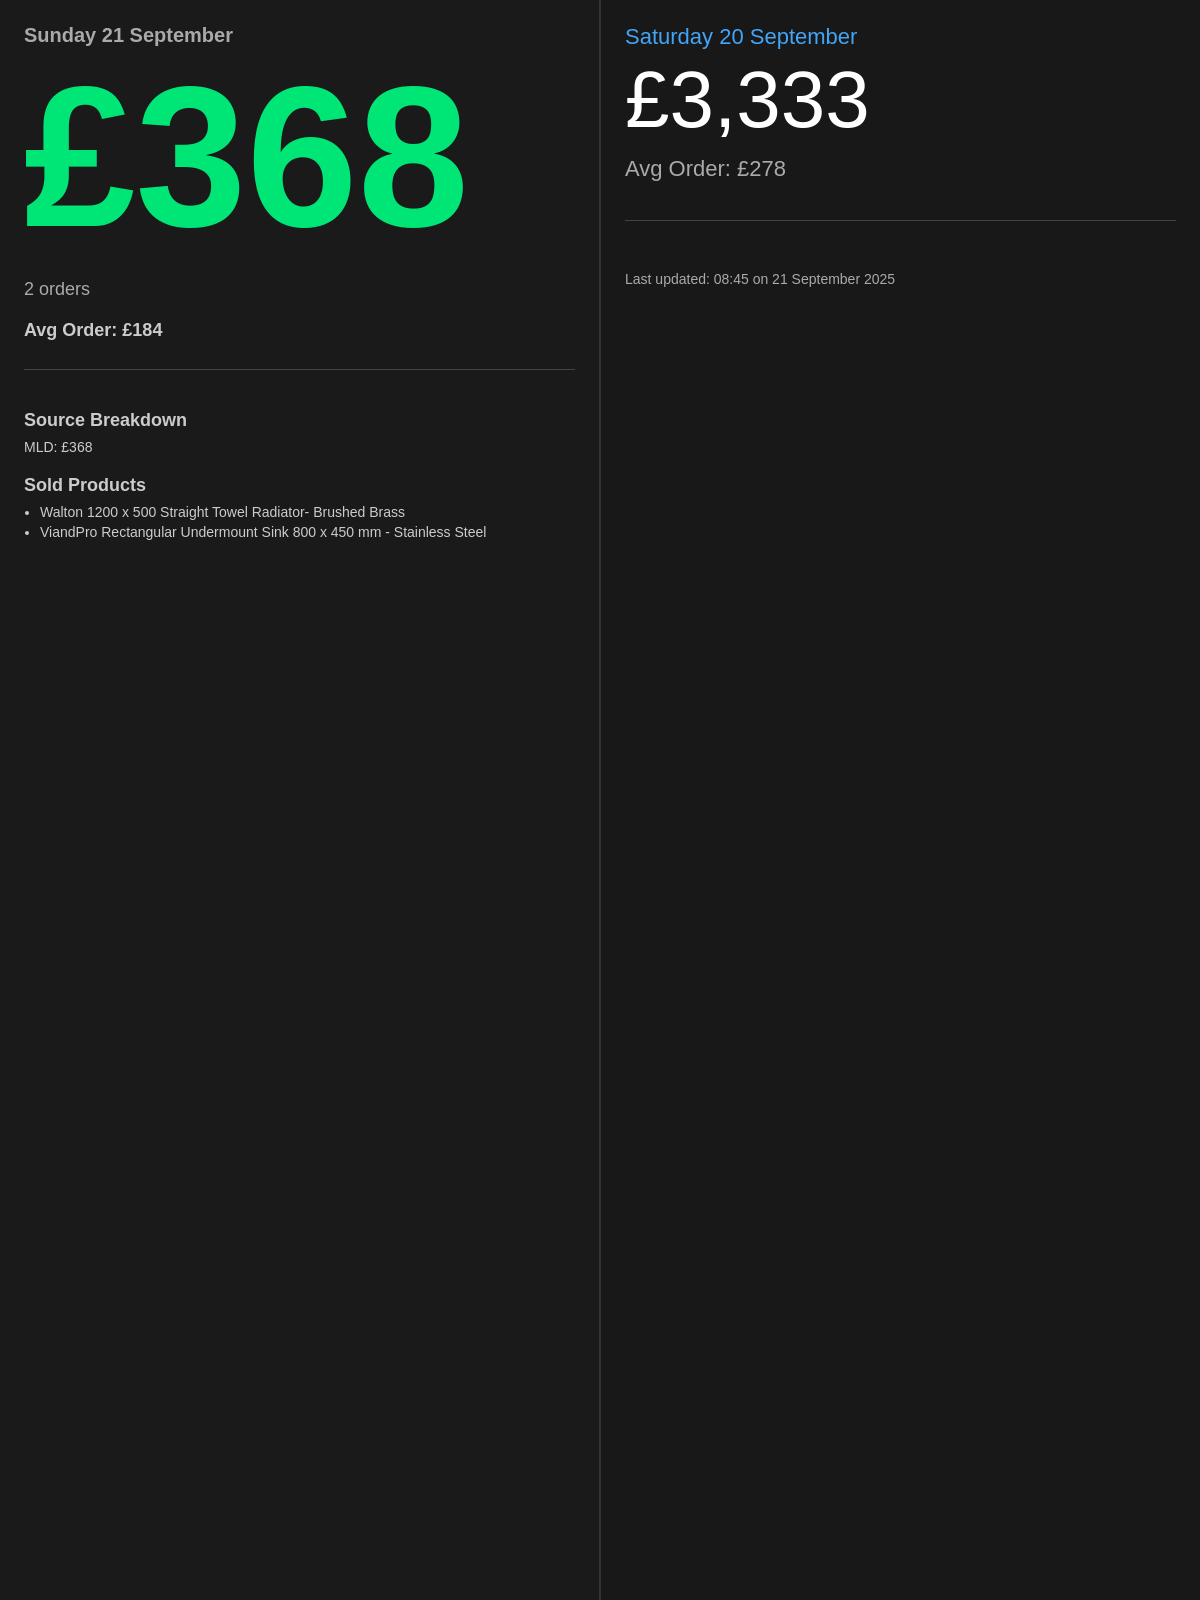 Sunday 21 September
£368
2 orders
Avg Order: £184
Source Breakdown
MLD: £368
Sold Products
• Walton 1200 x 500 Straight Towel Radiator- Brushed Brass
• ViandPro Rectangular Undermount Sink 800 x 450 mm - Stainless Steel
Saturday 20 September
£3,333
Avg Order: £278
Last updated: 08:45 on 21 September 2025